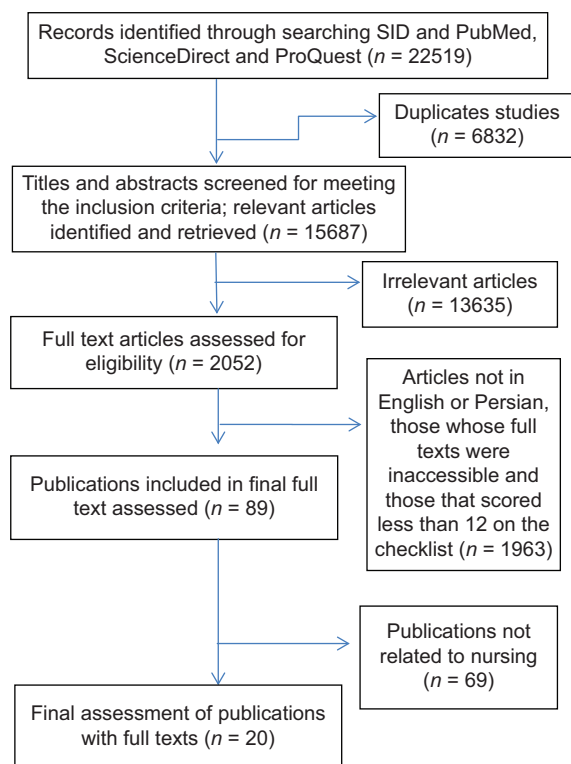 Records identified through searching SID and PubMed,
ScienceDirect and ProQuest (n = 22519)
Duplicates studies
(n = 6832)
Titles and abstracts screened for meeting
the inclusion criteria; relevant articles
identified and retrieved (n = 15687)
Irrelevant articles
(n = 13635)
Full text articles assessed for
eligibility (n = 2052)
Articles not in
English or Persian,
those whose full
texts were
inaccessible and
those that scored
less than 12 on the
checklist (n = 1963)
Publications included in final full
text assessed (n = 89)
Publications not
related to nursing
(n = 69)
Final assessment of publications
with full texts (n = 20)